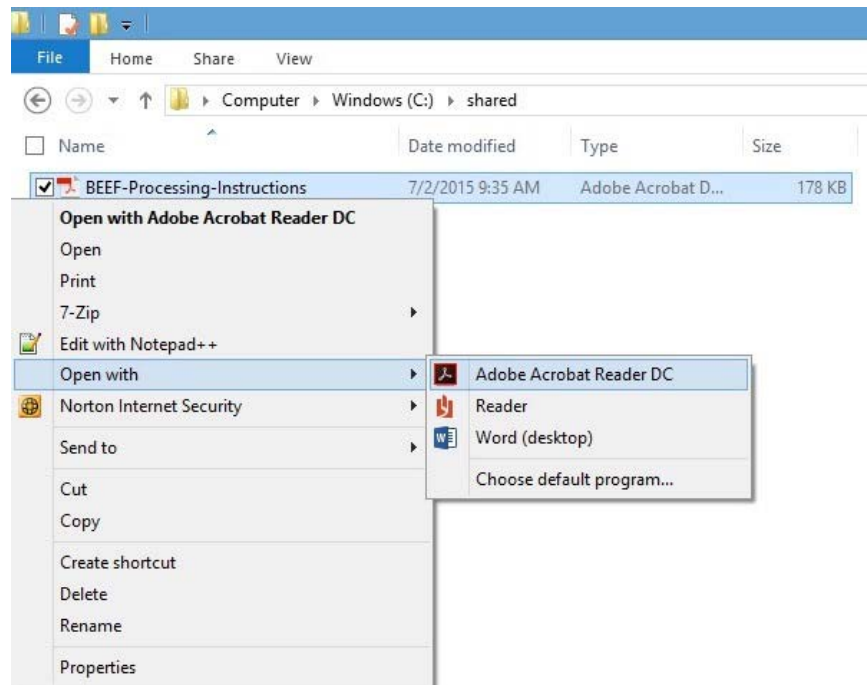 File Home Share View
Computer Windows (C:) shared
Name Date modified Type Size
BEEF-Processing-Instructions 7/2/2015 9:35 AM Adobe Acrobat D... 178 KB
Open with Adobe Acrobat Reader DC
Open
Print
7-Zip
Edit with Notepad++
Open with
Norton Internet Security
Send to
Cut
Copy
Create shortcut
Delete
Rename
Properties
Adobe Acrobat Reader DC
Reader
Word (desktop)
Choose default program...